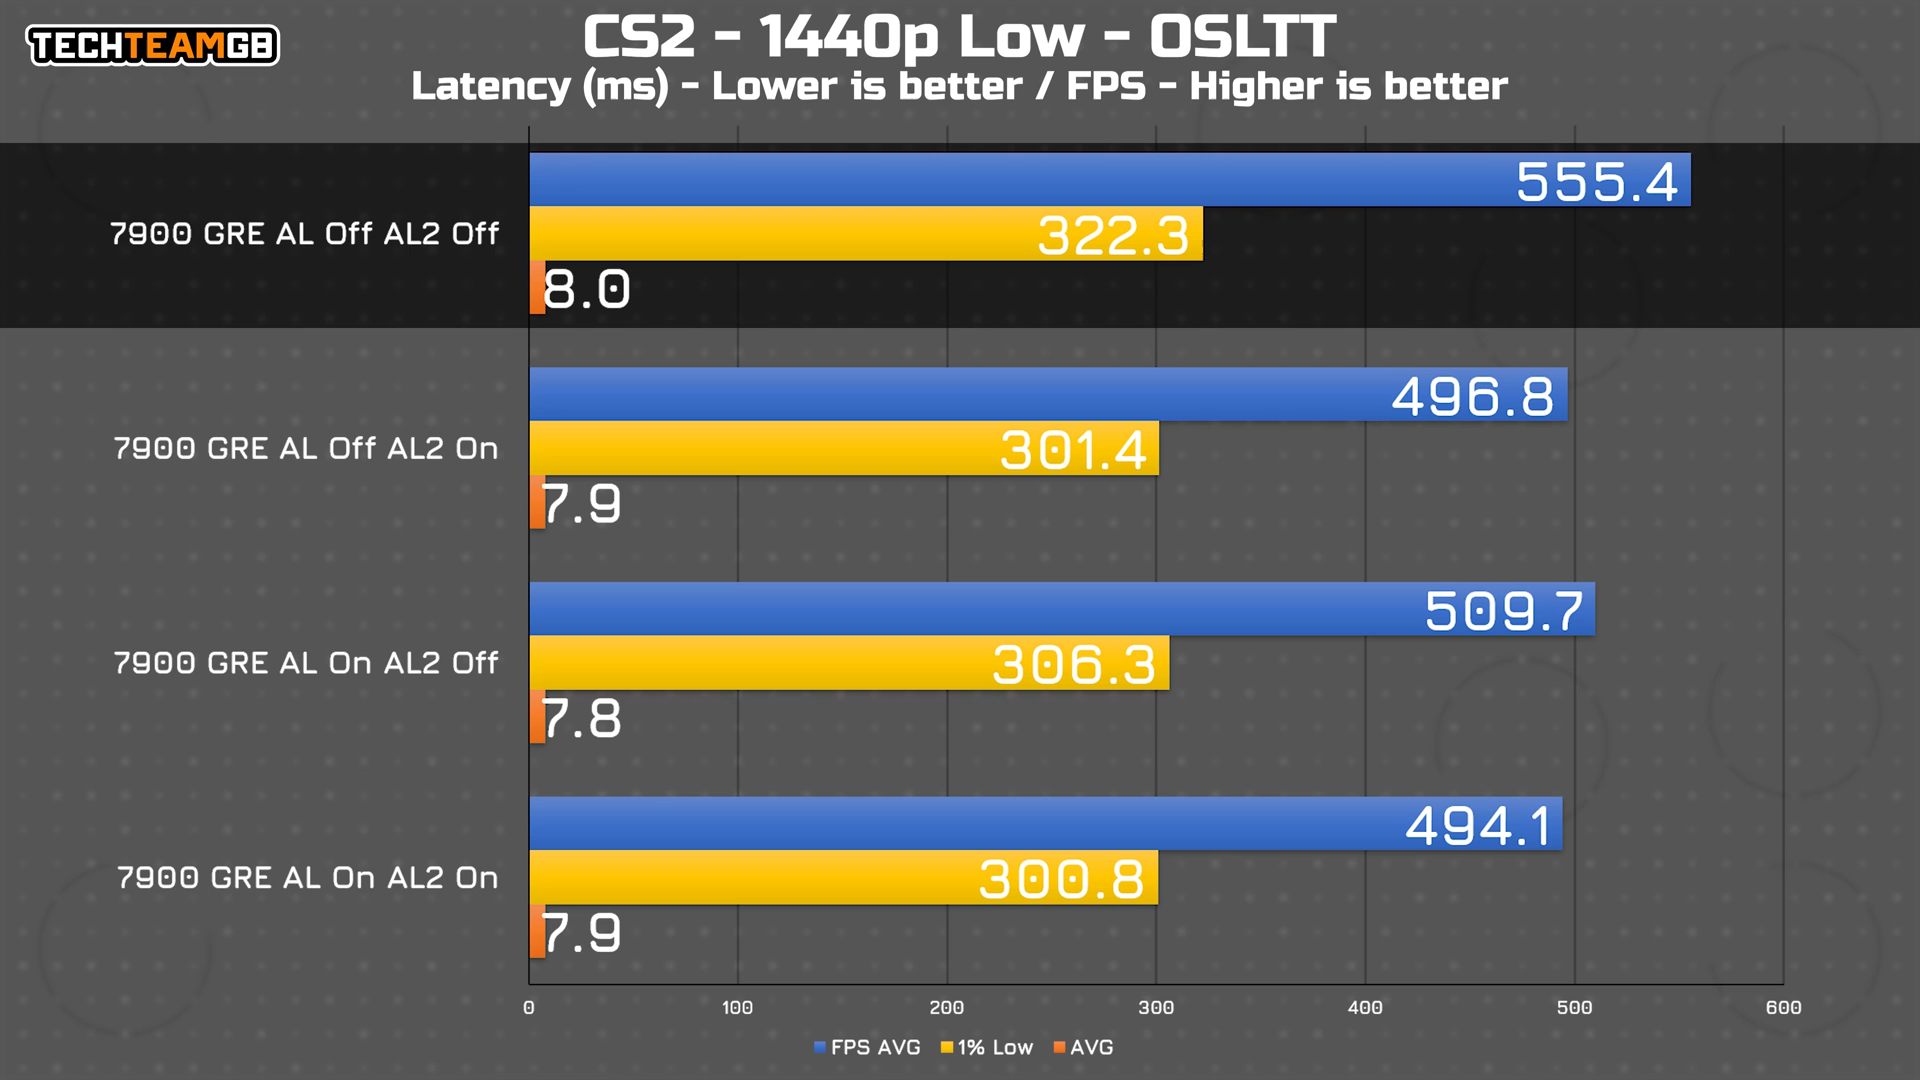 TECHTEAMGB
CS2 - 1440p Low - OSLTT
Latency (ms) - Lower is better / FPS - Higher is better
7900 GRE AL Off AL2 Off
555.4
322.3
8.0
7900 GRE AL Off AL2 On
496.8
301.4
7.9
7900 GRE AL On AL2 Off
509.7
306.3
7.8
7900 GRE AL On AL2 On
494.1
300.8
7.9
0 100 200 300 400 500 600
FPS AVG 1% Low AVG